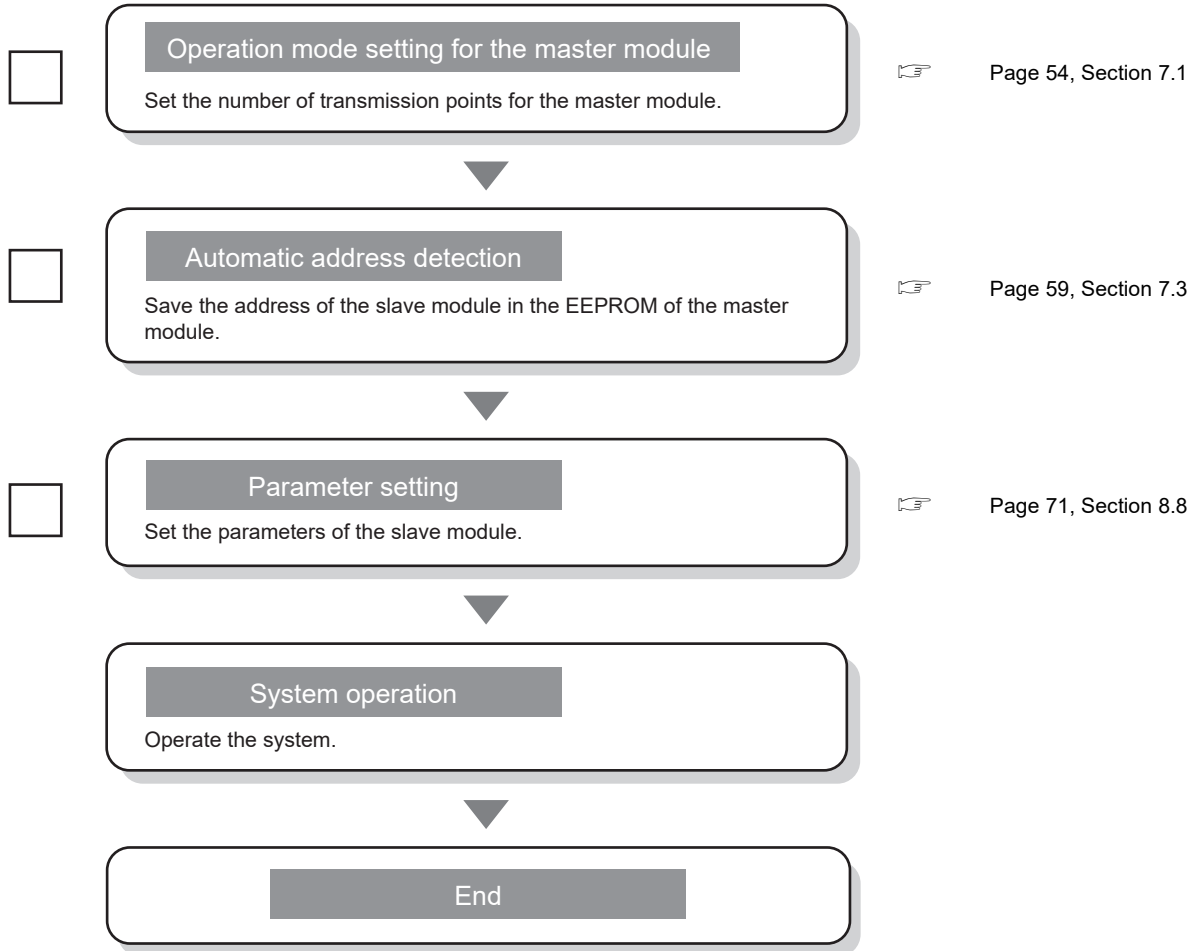 Operation mode setting for the master module
Set the number of transmission points for the master module.
Page 54, Section 7.1
Automatic address detection
Save the address of the slave module in the EEPROM of the master
module.
Page 59, Section 7.3
Parameter setting
Set the parameters of the slave module.
Page 71, Section 8.8
System operation
Operate the system.
End